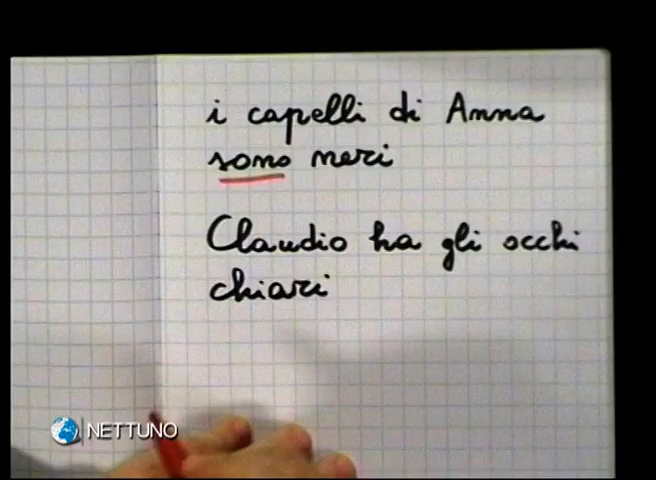 i capelli di Anna
sono neri
Claudio ha gli occhi
chiari
NETTUNO